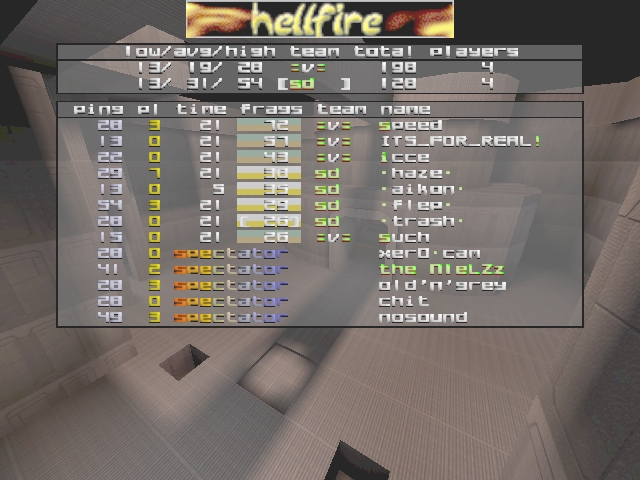 hellfire
low/avg/high team total players
13/ 19/ 28 =v= 198 4
13/ 31/ 54 [sd ] 128 4
ping pl time frags team name
28 3 21 72 =v= speed
13 0 21 57 =v= ITS_FOR_REAL!
22 0 21 43 =v= icce
29 7 21 38 sd ·haze·
13 0 5 35 sd ·aikon·
54 3 21 29 sd ·flep·
28 0 21 [ 26] sd ·trash·
15 0 21 26 =v= such
28 0 spectator xer0·cam
41 2 spectator the NIeLZz
28 3 spectator old'n'grey
28 0 spectator chit
49 3 spectator nosound